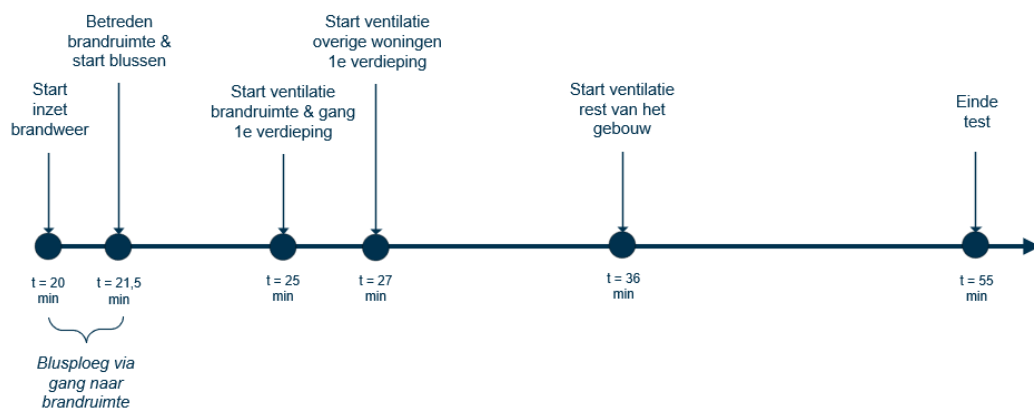 Start
inzet
brandweer
Betreden
brandruimte &
start blussen
Start ventilatie
brandruimte & gang
1e verdieping
Start ventilatie
overige woningen
1e verdieping
Start ventilatie
rest van het
gebouw
Einde
test
t = 20
min
t = 21,5
min
t = 25
min
t = 27
min
t = 36
min
t = 55
min
Blusploeg via
gang naar
brandruimte